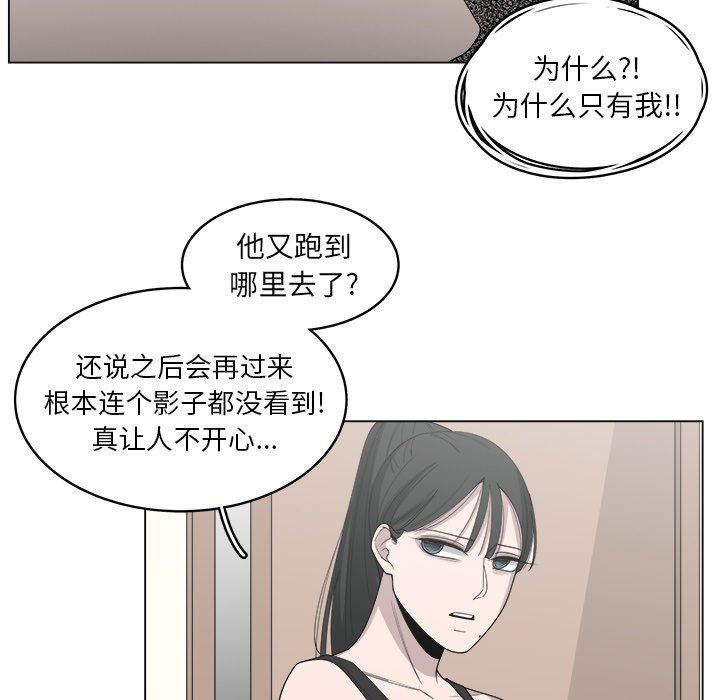 为什么?!
为什么只有我!!
他又跑到
哪里去了?
还说之后会再过来
根本连个影子都没看到!
真让人不开心...